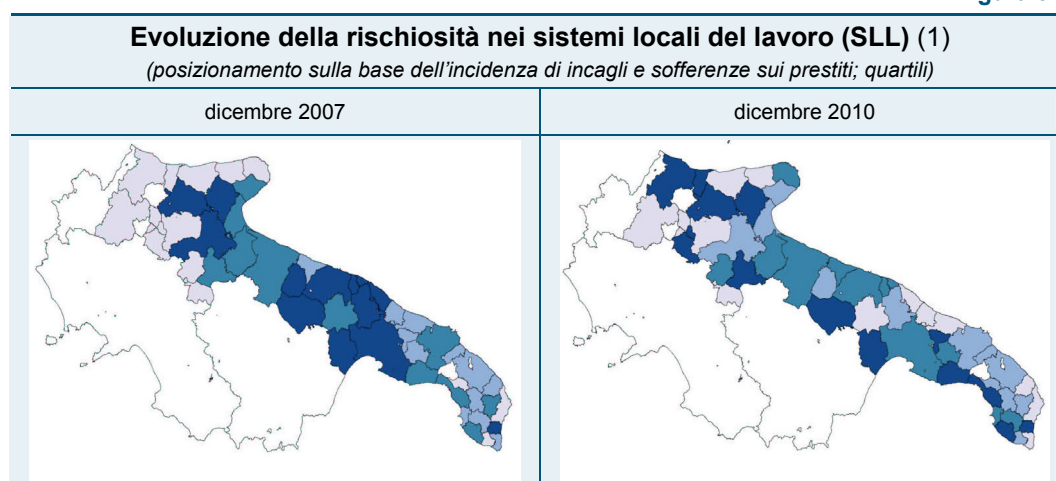 Evoluzione della rischiosità nei sistemi locali del lavoro (SLL) (1)
(posizionamento sulla base dell'incidenza di incagli e sofferenze sui prestiti; quartili)
dicembre 2007
dicembre 2010